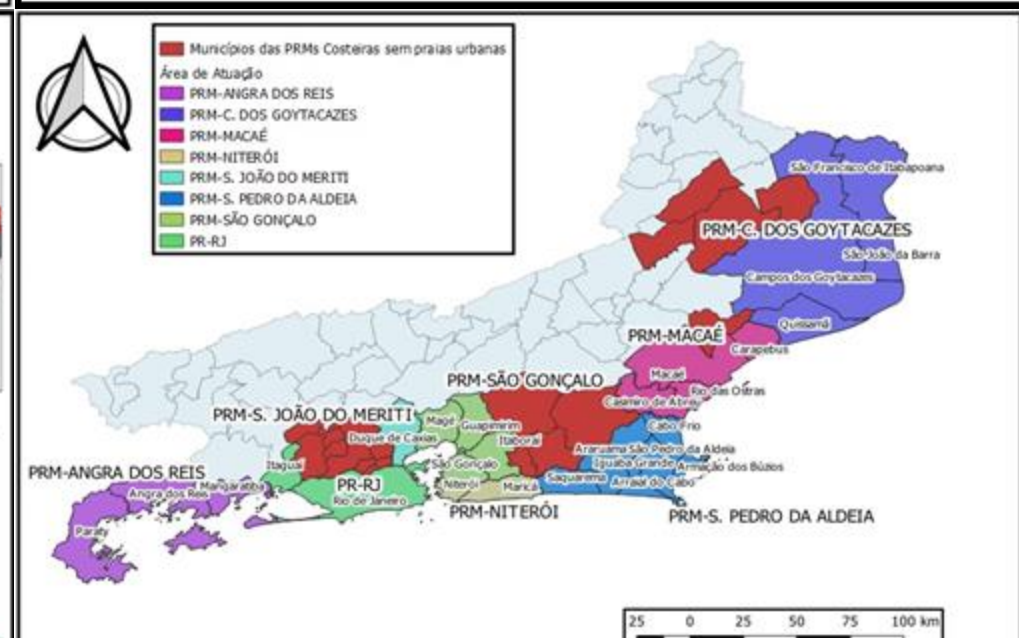 Municípios das PRMs Costeiras sem praias urbanas
Área de Atuação
PRM-ANGRA DOS REIS
PRM-C. DOS GOYTACAZES
PRM-MACAÉ
PRM-NITERÓI
PRM-S. JOÃO DO MERITI
PRM-S. PEDRO DA ALDEIA
PRM-SÃO GONÇALO
PR-RJ
São Francisco de Itabapoana
PRM-C. DOS GOYTACAZES
São João da Barra
Campos dos Goytacazes
Quissamã
PRM-MACAÉ
Carapebus
Macaé
PRM-SÃO GONÇALO
Rio das Ostras
Casimiro de Abreu
PRM-S. JOÃO DO MERITI
Magé
Guapimirim
Cabo Frio
Duque de Caxias
Itaboraí
Araruama
São Pedro da Aldeia
Itaguaí
São Gonçalo
Iguaba Grande
Armação dos Búzios
PRM-ANGRA DOS REIS
Saquarema
Arraial do Cabo
Mangaratiba
PR-RJ
Niterói
Maricá
Angra dos Reis
Rio de Janeiro
PRM-NITERÓI
PRM-S. PEDRO DA ALDEIA
Paraty
25 0 25 50 75 100 km